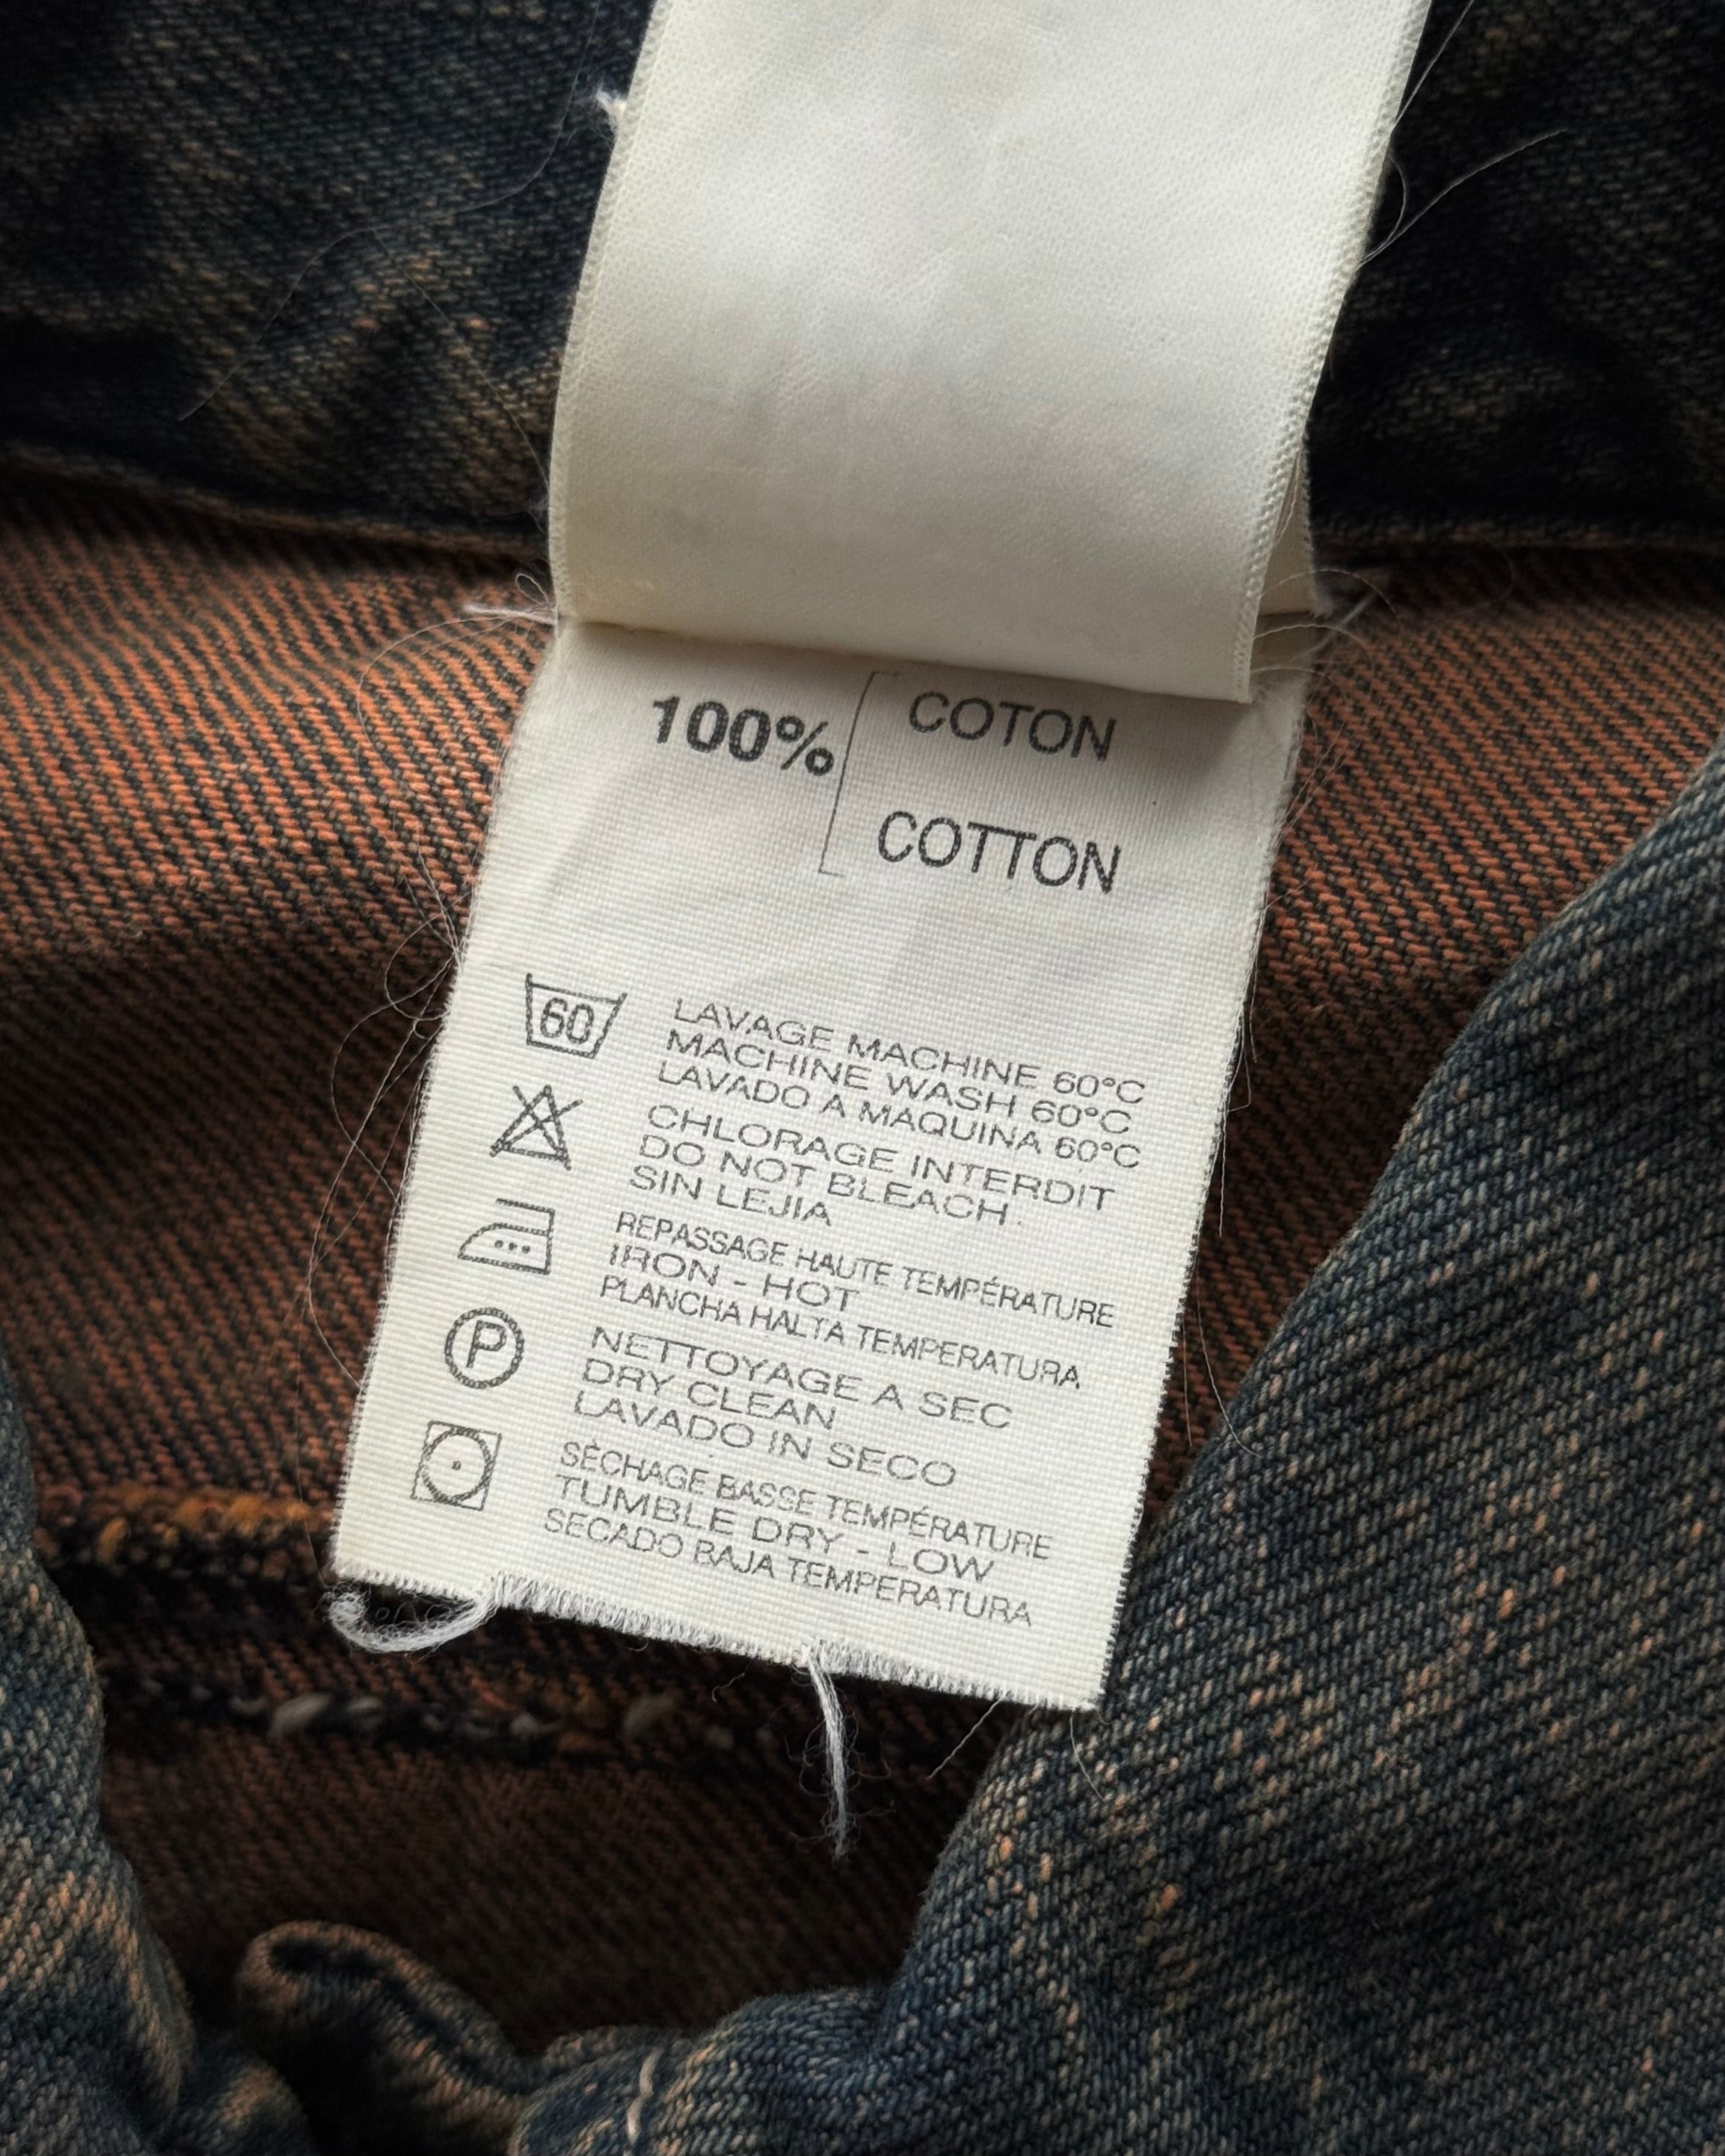 100% COTON
COTTON
60 LAVAGE MACHINE 60°C
MACHINE WASH 60°C
LAVADO A MAQUINA 60°C
CHLORAGE INTERDIT
DO NOT BLEACH.
SIN LEJIA
REPASSAGE HAUTE TEMPÉRATURE
IRON - HOT
PLANCHA HALTA TEMPERATURA
P NETTOYAGE A SEC
DRY CLEAN
LAVADO IN SECO
SÈCHAGE BASSE TEMPÉRATURE
TUMBLE DRY - LOW
SECADO BAJA TEMPERATURA